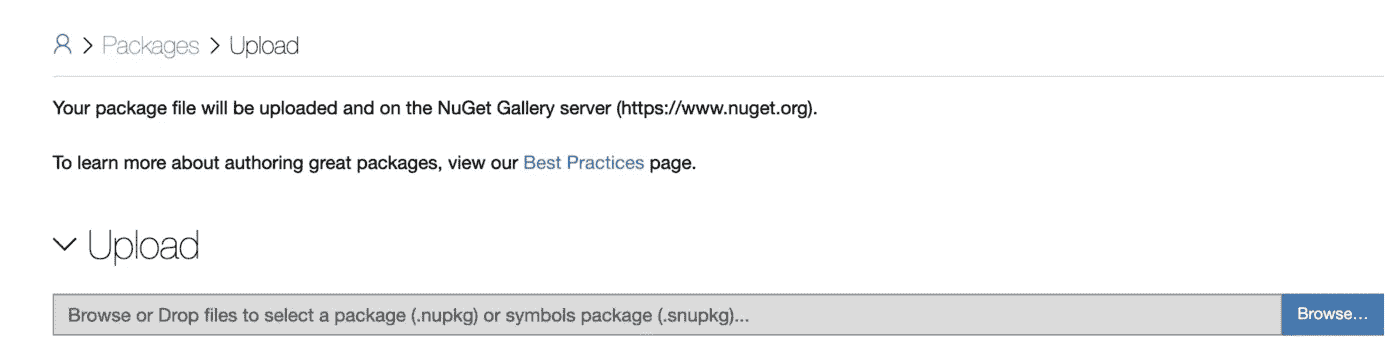 Packages > Upload
Your package file will be uploaded and on the NuGet Gallery server (https://www.nuget.org).
To learn more about authoring great packages, view our Best Practices page.
Upload
Browse or Drop files to select a package (.nupkg) or symbols package (.snupkg)... Browse...